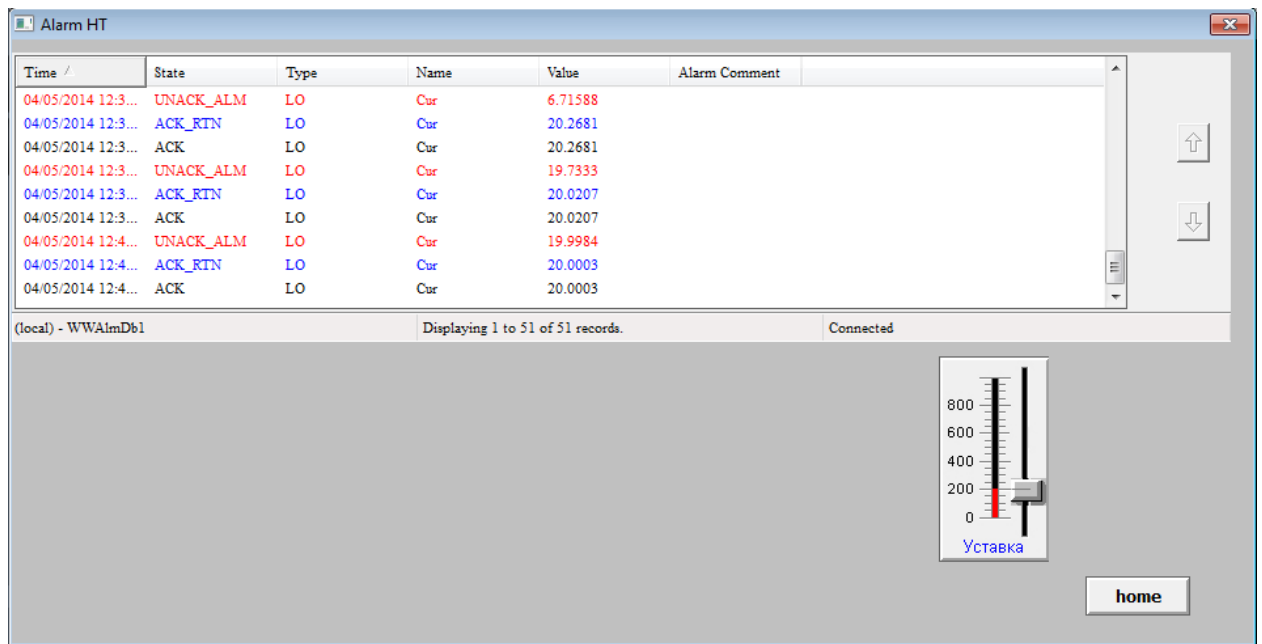 Alarm HT
Time State Type Name Value Alarm Comment
04/05/2014 12:3... UNACK_ALM LO Cur 6.71588
04/05/2014 12:3... ACK_RTN LO Cur 20.2681
04/05/2014 12:3... ACK LO Cur 20.2681
04/05/2014 12:3... UNACK_ALM LO Cur 19.7333
04/05/2014 12:3... ACK_RTN LO Cur 20.0207
04/05/2014 12:3... ACK LO Cur 20.0207
04/05/2014 12:4... UNACK_ALM LO Cur 19.9984
04/05/2014 12:4... ACK_RTN LO Cur 20.0003
04/05/2014 12:4... ACK LO Cur 20.0003
(local) - WWAlmDb1 Displaying 1 to 51 of 51 records. Connected
800
600
400
200
0
Уставка
home